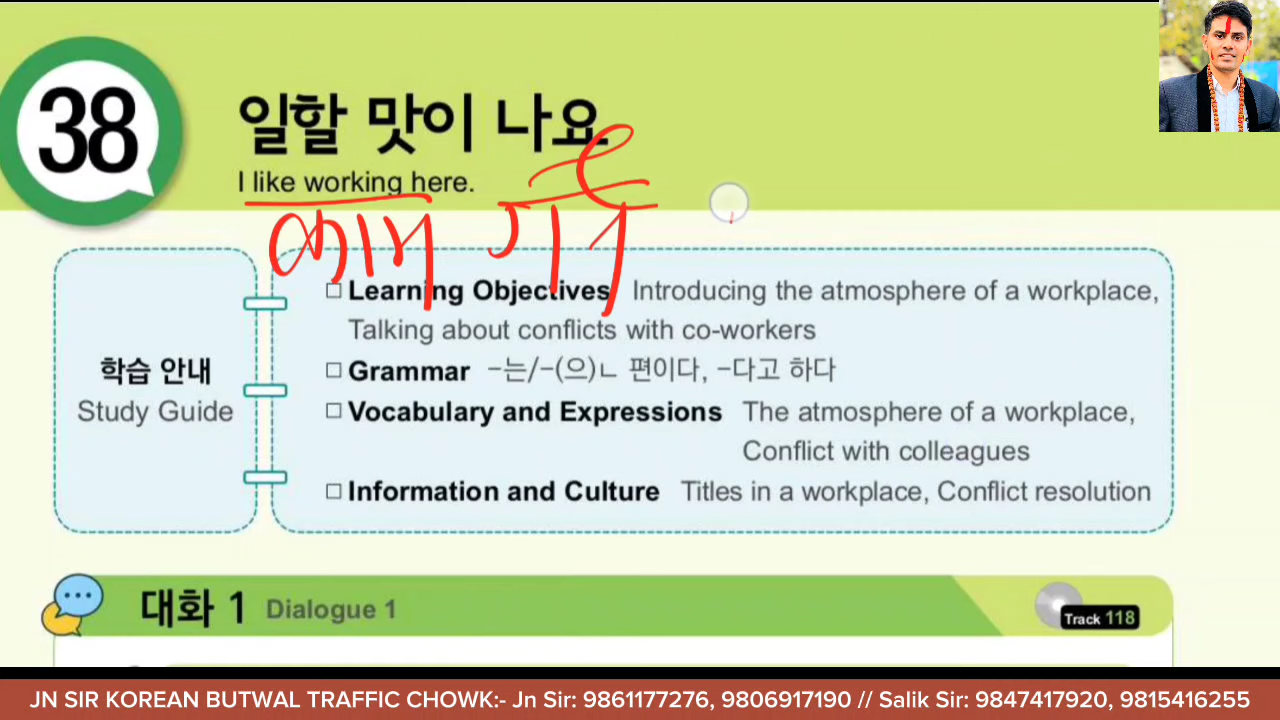 38
일할 맛이 나요
I like working here.
काम गर्ने
학습 안내
Study Guide
□ Learning Objectives Introducing the atmosphere of a workplace,
Talking about conflicts with co-workers
□ Grammar -는/-(으)ㄴ 편이다, -다고 하다
□ Vocabulary and Expressions The atmosphere of a workplace,
Conflict with colleagues
□ Information and Culture Titles in a workplace, Conflict resolution
대화 1 Dialogue 1
Track 118
JN SIR KOREAN BUTWAL TRAFFIC CHOWK:- Jn Sir: 9861177276, 9806917190 // Salik Sir: 9847417920, 9815416255